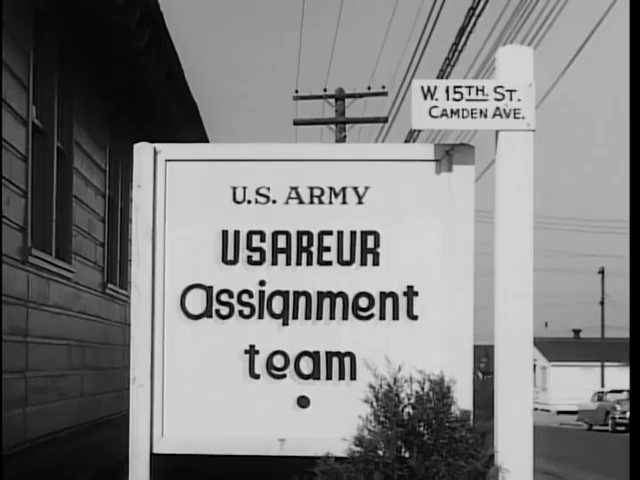 W. 15TH. ST.
CAMDEN AVE.
U.S. ARMY
USAREUR
assignment
team